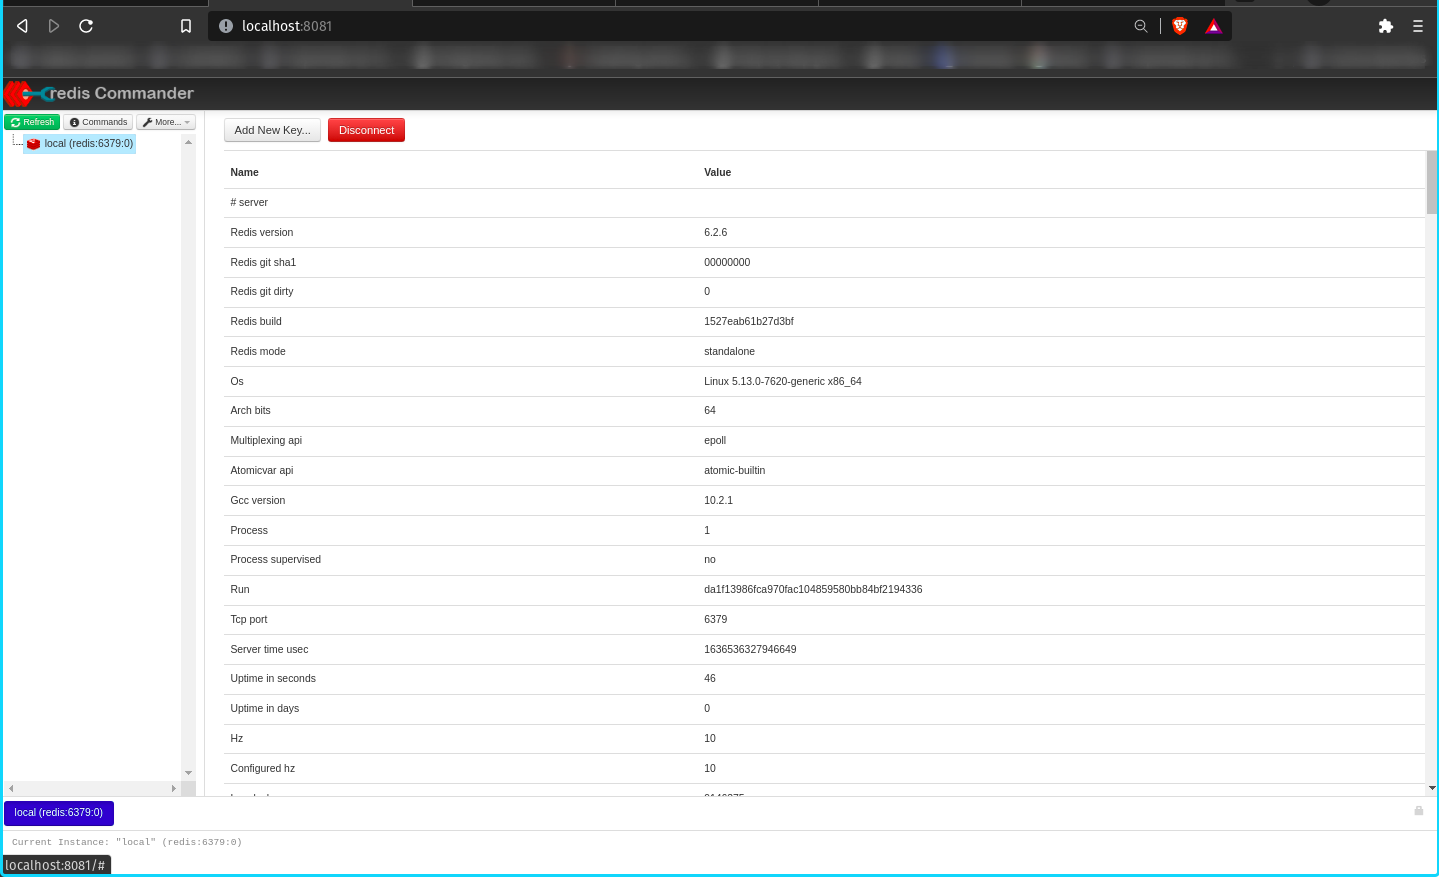 localhost:8081
redis Commander
Refresh Commands More...
local (redis:6379:0)
Add New Key... Disconnect
Name Value
# server
Redis version 6.2.6
Redis git sha1 00000000
Redis git dirty 0
Redis build 1527eab61b27d3bf
Redis mode standalone
Os Linux 5.13.0-7620-generic x86_64
Arch bits 64
Multiplexing api epoll
Atomicvar api atomic-builtin
Gcc version 10.2.1
Process 1
Process supervised no
Run da1f13986fca970fac104859580bb84bf2194336
Tcp port 6379
Server time usec 1636536327946649
Uptime in seconds 46
Uptime in days 0
Hz 10
Configured hz 10
local (redis:6379:0)
Current Instance: "local" (redis:6379:0)
localhost:8081/#